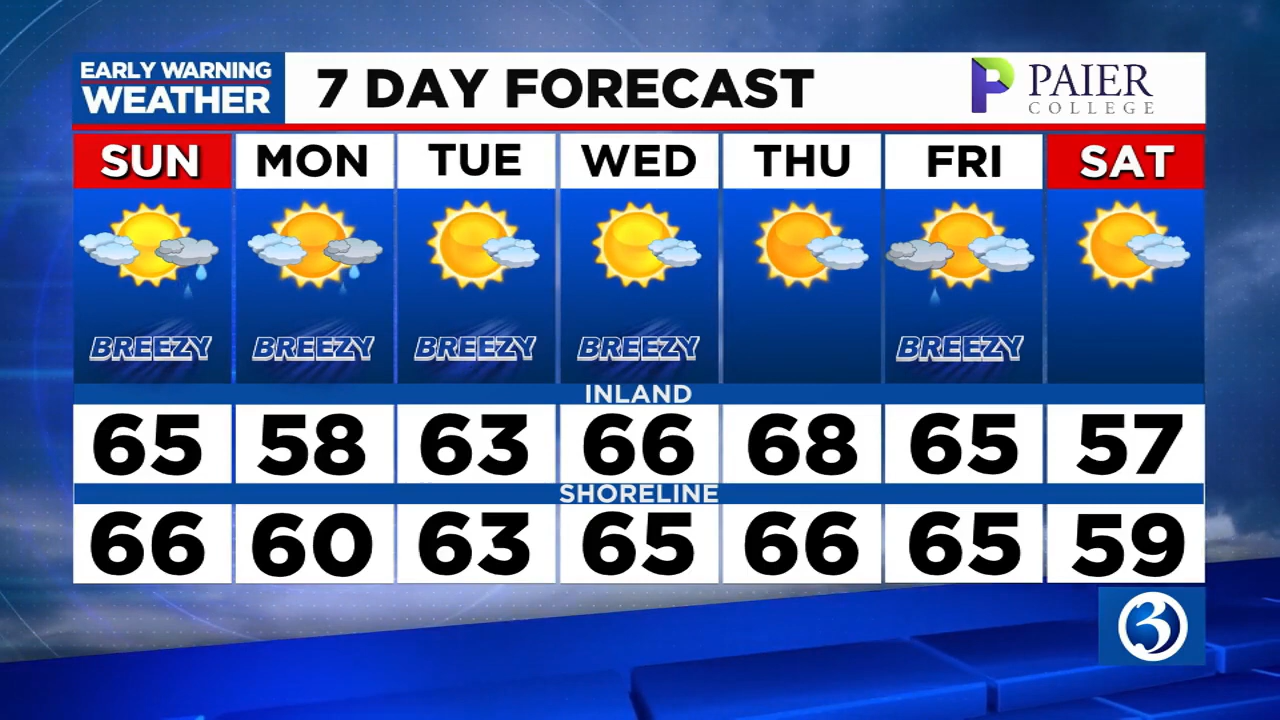 EARLY WARNING
WEATHER
7 DAY FORECAST
PAIER
COLLEGE
SUN MON TUE WED THU FRI SAT
BREEZY BREEZY BREEZY BREEZY BREEZY
INLAND
65 58 63 66 68 65 57
SHORELINE
66 60 63 65 66 65 59
3